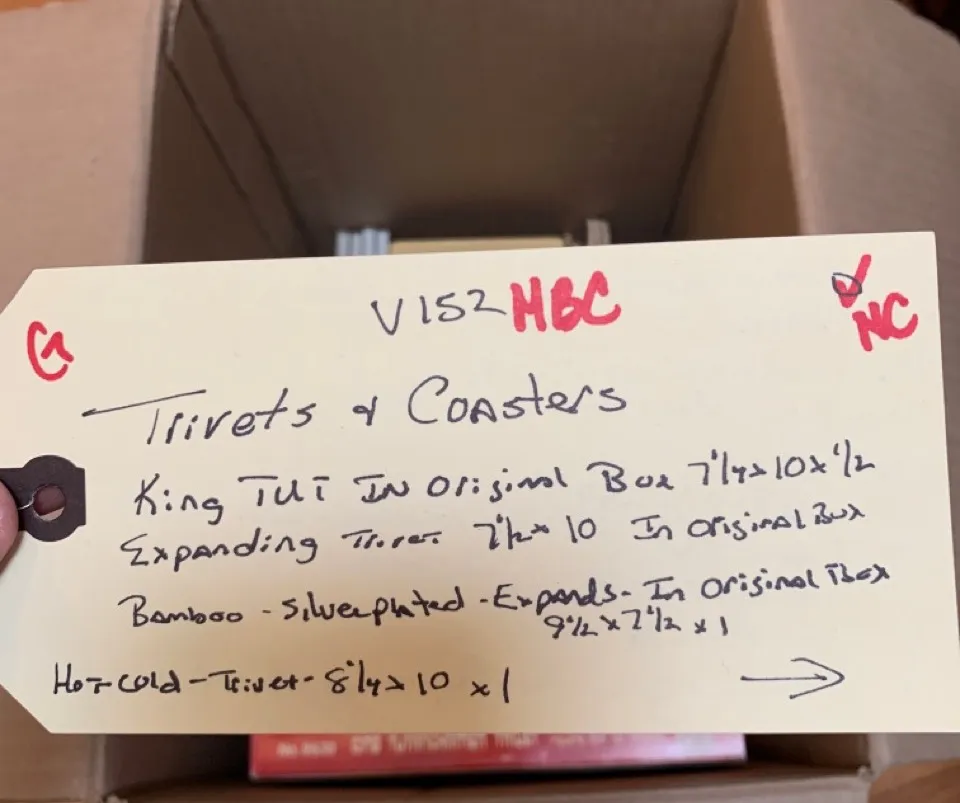 V152 MBC
NC
G
Trivets & Coasters
King TUT IN Original Box 7 1/4 x 10 x 1/2
Expanding Trivet 7 1/2 x 10 In Original Box
Bamboo - Silverplated - Expands - In Original Box
9 1/2 x 7 1/2 x 1
Hot-cold - Trivet - 8 1/4 x 10 x 1